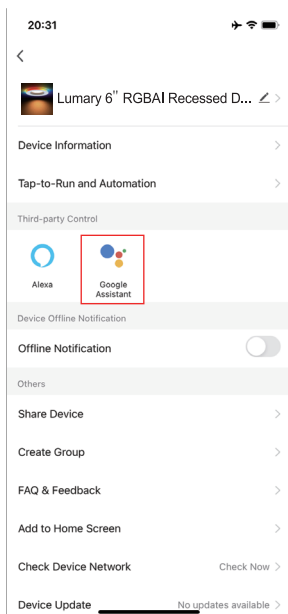 20:31
Lumary 6" RGBAI Recessed D...
Device Information
Tap-to-Run and Automation
Third-party Control
Alexa
Google
Assistant
Device Offline Notification
Offline Notification
Others
Share Device
Create Group
FAQ & Feedback
Add to Home Screen
Check Device Network Check Now
Device Update No updates available